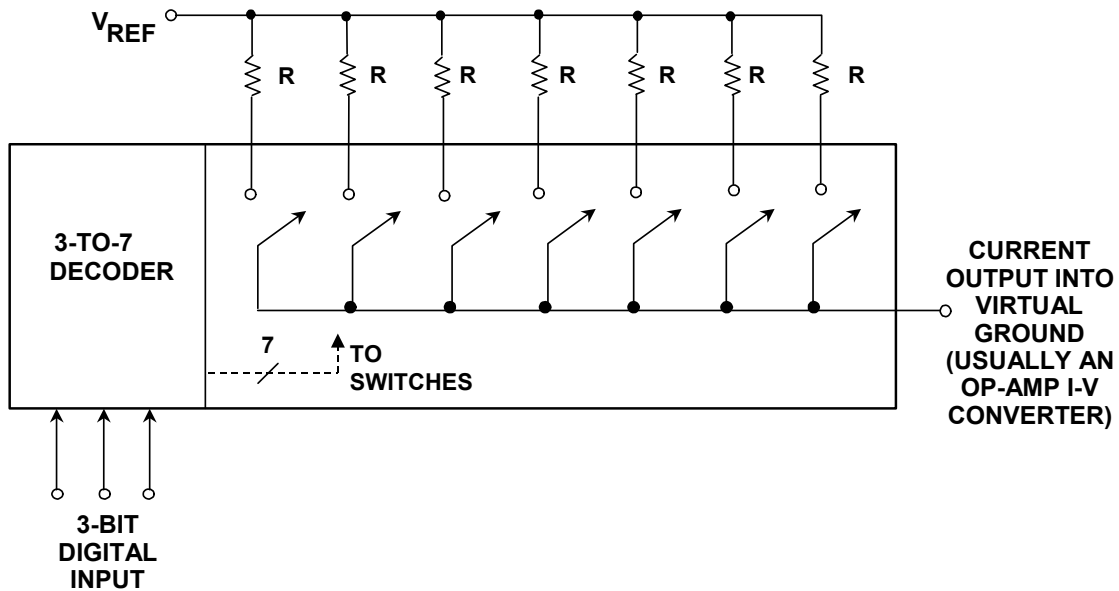 VREF
R R R R R R R
3-TO-7
DECODER
7
TO
SWITCHES
CURRENT
OUTPUT INTO
VIRTUAL
GROUND
(USUALLY AN
OP-AMP I-V
CONVERTER)
3-BIT
DIGITAL
INPUT